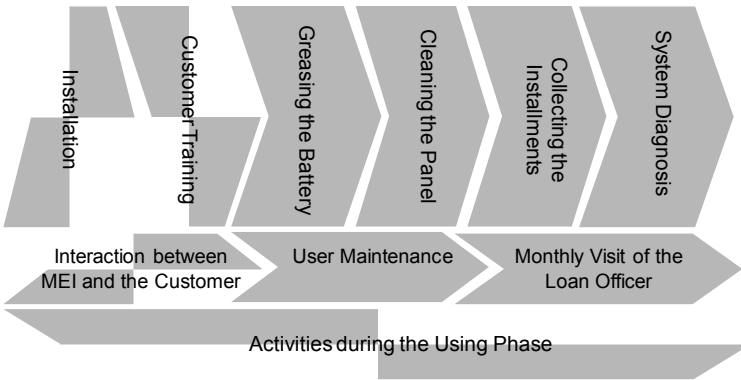 Installation
Customer Training
Greasing the Battery
Cleaning the Panel
Collecting the
Installments
System Diagnosis
Interaction between
MEI and the Customer
User Maintenance
Monthly Visit of the
Loan Officer
Activities during the Using Phase